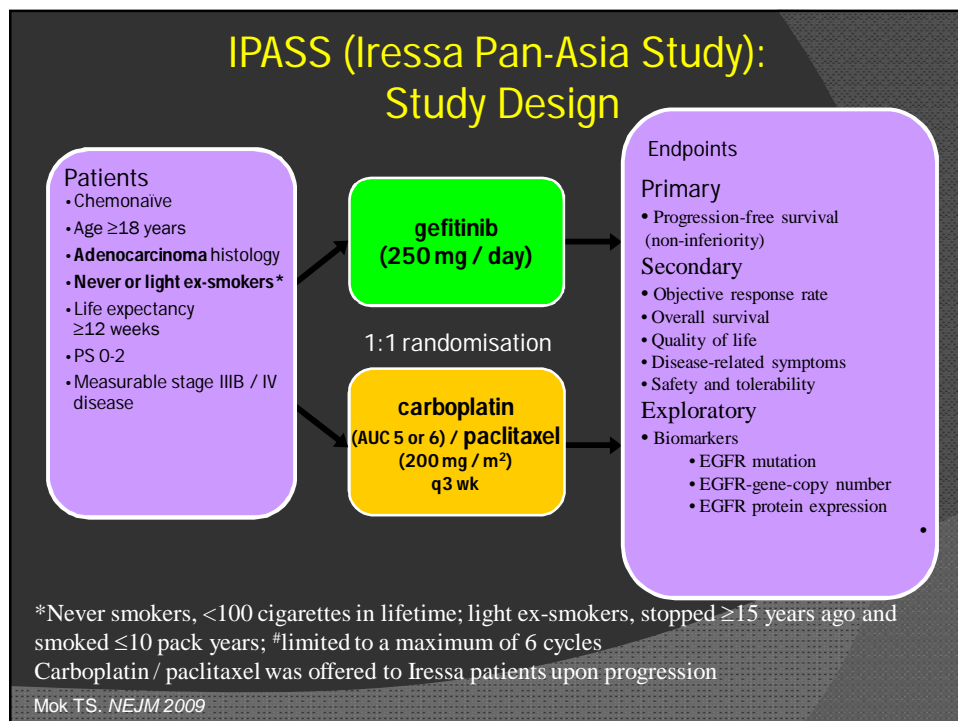 IPASS (Iressa Pan-Asia Study):
Study Design
Patients
• Chemonaïve
• Age ≥18 years
• Adenocarcinoma histology
• Never or light ex-smokers*
• Life expectancy
≥12 weeks
• PS 0-2
• Measurable stage IIIB / IV
disease
gefitinib
(250 mg / day)
1:1 randomisation
carboplatin
(AUC 5 or 6) / paclitaxel
(200 mg / m²)
q3 wk
Endpoints
Primary
• Progression-free survival
(non-inferiority)
Secondary
• Objective response rate
• Overall survival
• Quality of life
• Disease-related symptoms
• Safety and tolerability
Exploratory
• Biomarkers
• EGFR mutation
• EGFR-gene-copy number
• EGFR protein expression
•
*Never smokers, <100 cigarettes in lifetime; light ex-smokers, stopped ≥15 years ago and
smoked ≤10 pack years; #limited to a maximum of 6 cycles
Carboplatin / paclitaxel was offered to Iressa patients upon progression
Mok TS. NEJM 2009